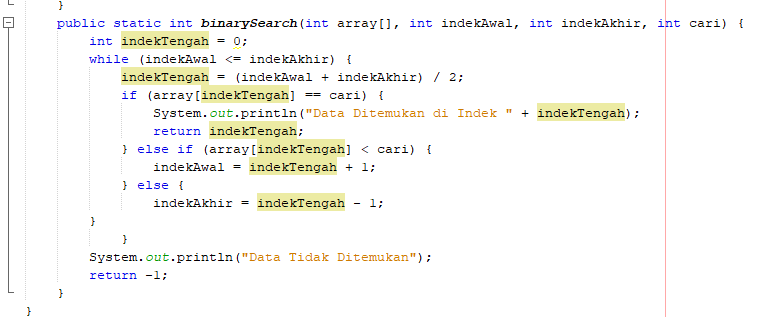 }
public static int binarySearch(int array[], int indekAwal, int indekAkhir, int cari) {
int indekTengah = 0;
while (indekAwal <= indekAkhir) {
indekTengah = (indekAwal + indekAkhir) / 2;
if (array[indekTengah] == cari) {
System.out.println("Data Ditemukan di Indek " + indekTengah);
return indekTengah;
} else if (array[indekTengah] < cari) {
indekAwal = indekTengah + 1;
} else {
indekAkhir = indekTengah - 1;
}
}
System.out.println("Data Tidak Ditemukan");
return -1;
}
}